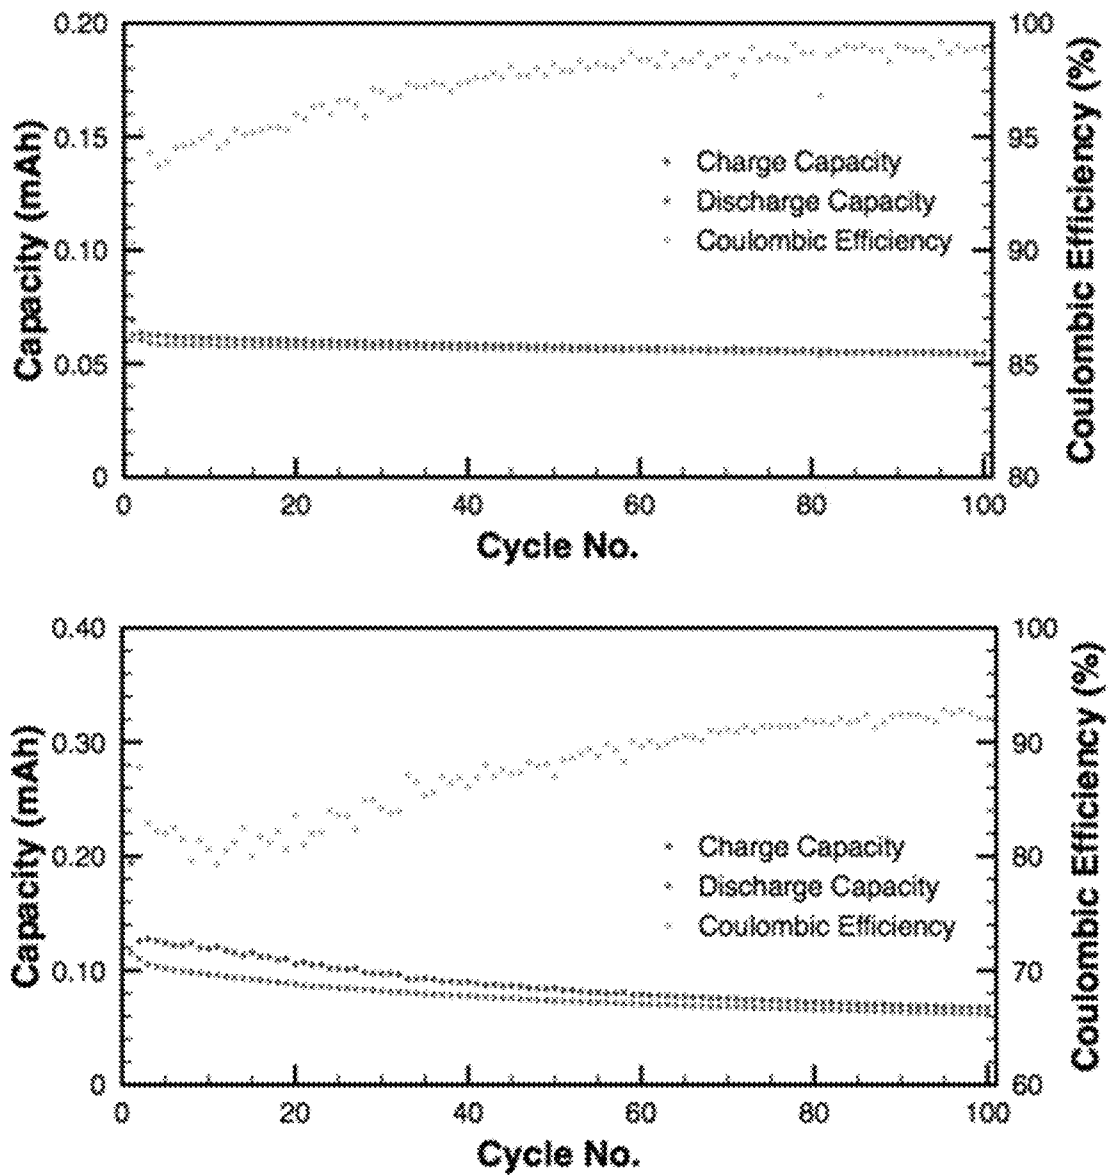 0.20
0.15
0.10
0.05
0
Capacity (mAh)
100
95
90
85
80
Coulombic Efficiency (%)
Charge Capacity
Discharge Capacity
Coulombic Efficiency
0 20 40 60 80 100
Cycle No.
0.40
0.30
0.20
0.10
0
Capacity (mAh)
100
90
80
70
60
Coulombic Efficiency (%)
Charge Capacity
Discharge Capacity
Coulombic Efficiency
0 20 40 60 80 100
Cycle No.